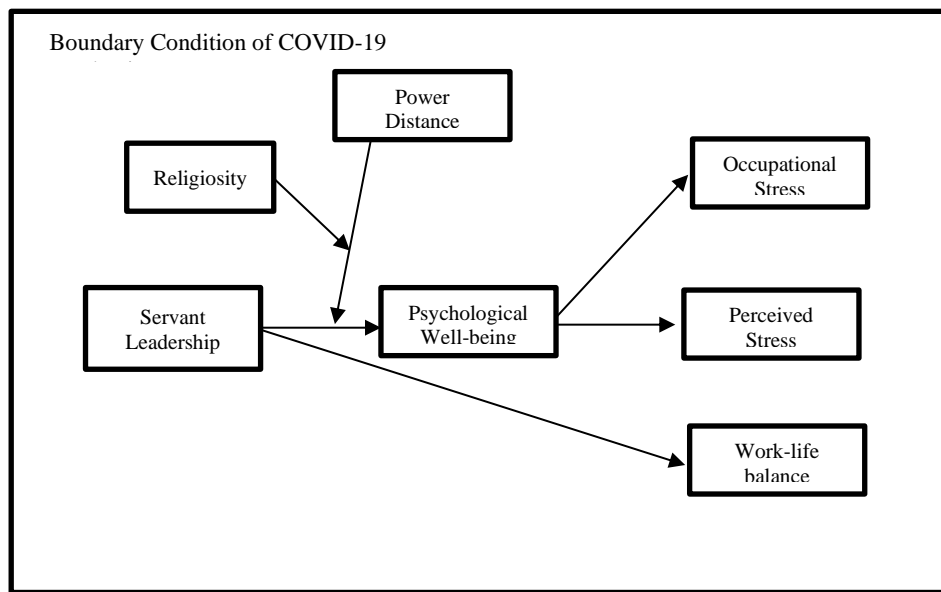 Boundary Condition of COVID-19
Power
Distance
Religiosity
Occupational
Stress
Servant
Leadership
Psychological
Well-being
Perceived
Stress
Work-life
balance